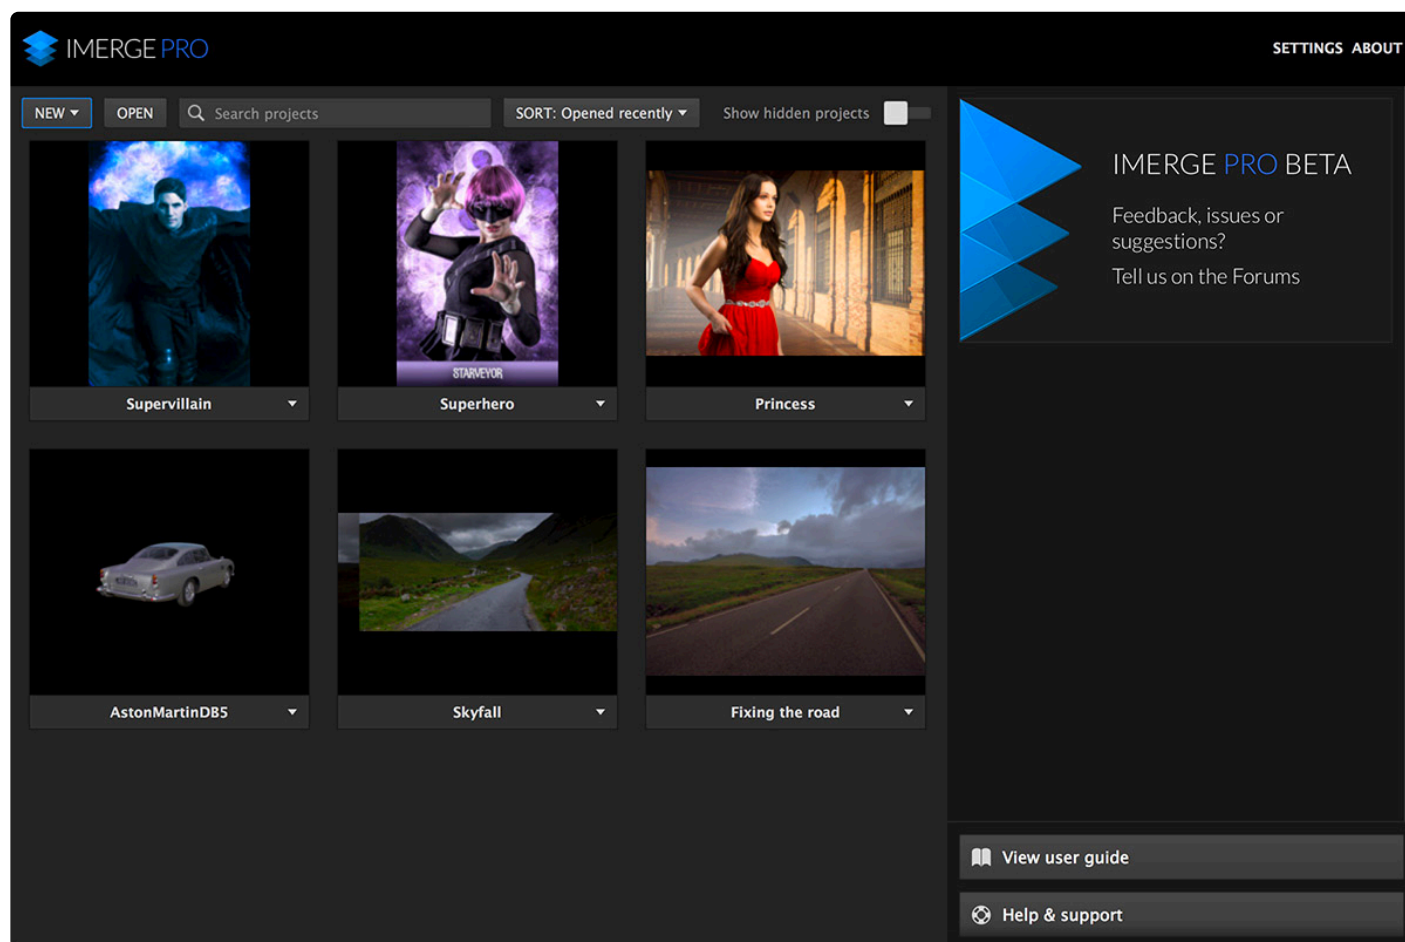 IMERGE PRO
SETTINGS ABOUT
NEW
OPEN
Search projects
SORT: Opened recently
Show hidden projects
STARVEYOR
Supervillain
Superhero
Princess
AstonMartinDB5
Skyfall
Fixing the road
IMERGE PRO BETA
Feedback, issues or
suggestions?
Tell us on the Forums
View user guide
Help & support